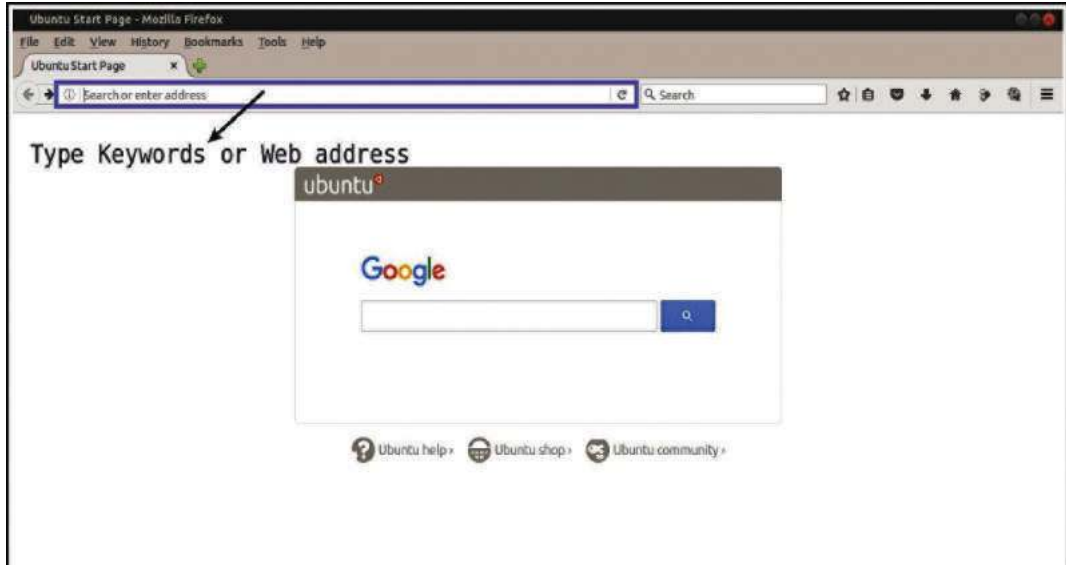 Ubuntu Start Page - Mozilla Firefox
File Edit View History Bookmarks Tools Help
Ubuntu Start Page
Search or enter address
Search
Type Keywords or Web address
ubuntu
Google
Ubuntu help ›
Ubuntu shop ›
Ubuntu community ›